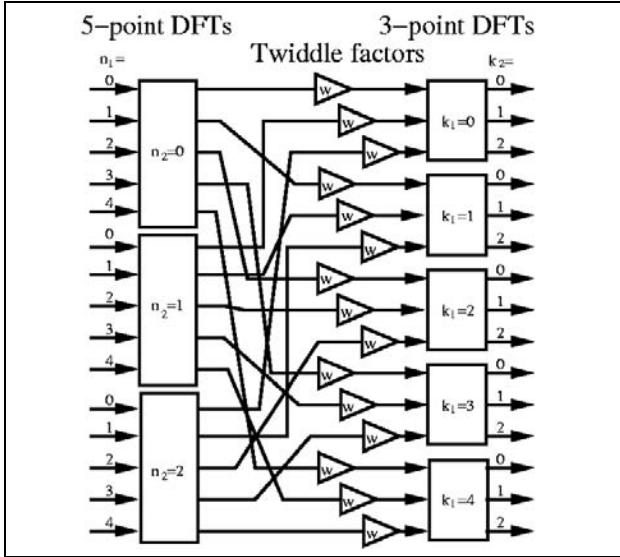 5-point DFTs 3-point DFTs
Twiddle factors
n₁= k₂=
0 w 0
1 w k₁=0 1
2 n₂=0 w 2
3 w 0
4 w k₁=1 1
0 w 2
1 w 0
2 n₂=1 w k₁=2 1
3 w 2
4 w 0
0 w k₁=3 1
1 w 2
2 n₂=2 w 0
3 w k₁=4 1
4 w 2